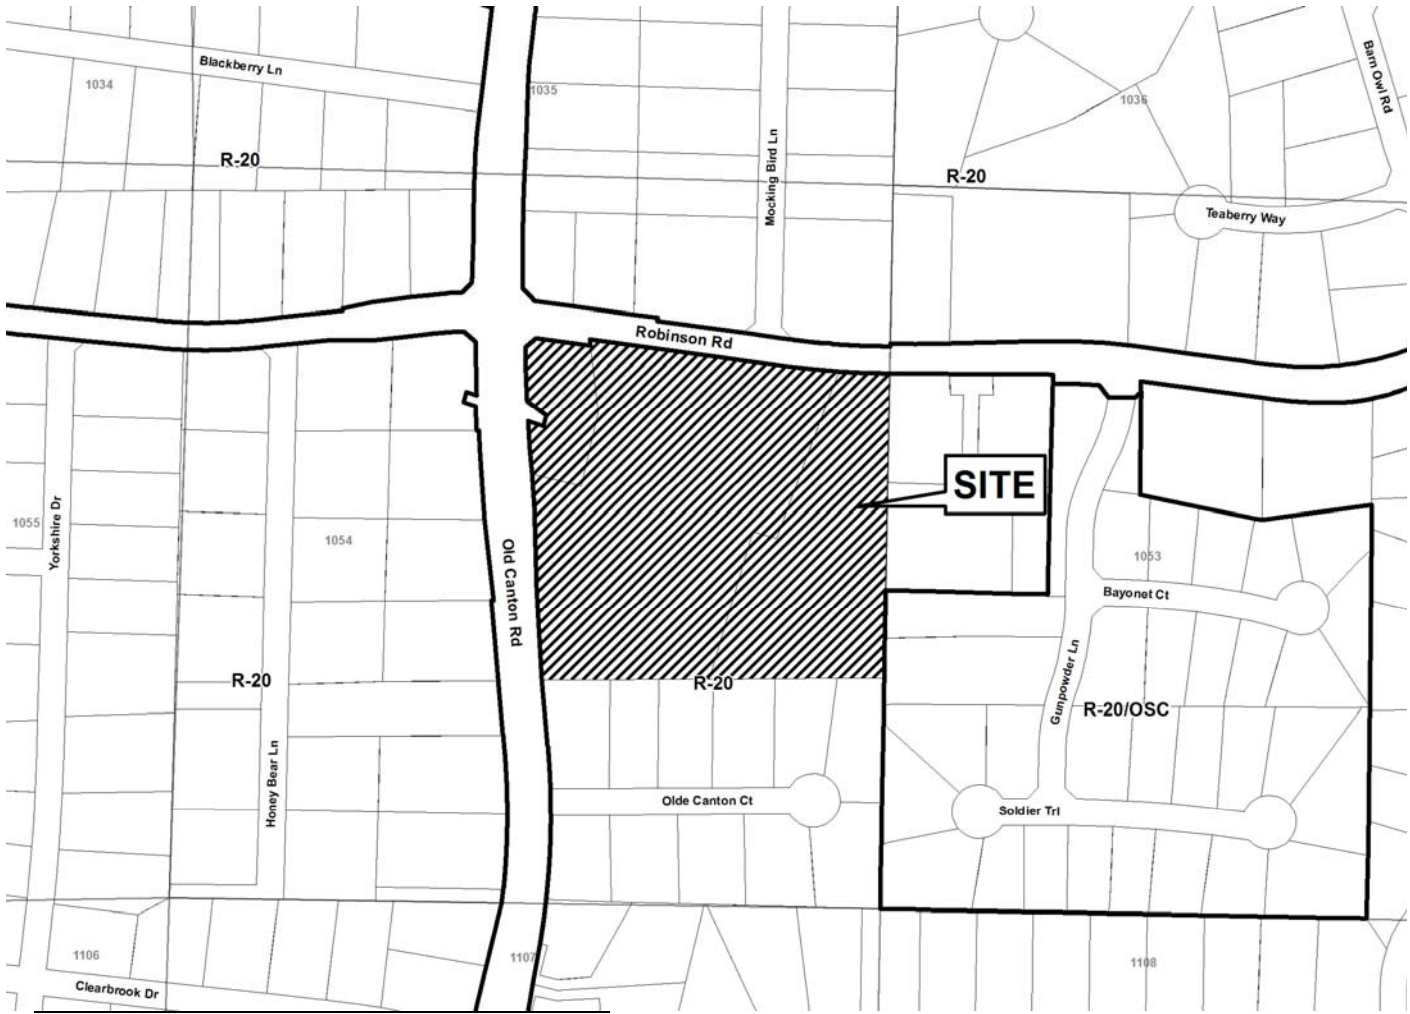 Blackberry Ln
1034
1035
1036
Barn Owl Rd
R-20
Mocking Bird Ln
R-20
Teaberry Way
Robinson Rd
SITE
Yorkshire Dr
1055
1054
Old Canton Rd
1053
Bayonet Ct
R-20
R-20
Gunpowder Ln
R-20/OSC
Honey Bear Ln
Olde Canton Ct
Soldier Trl
1106
1107
1108
Clearbrook Dr